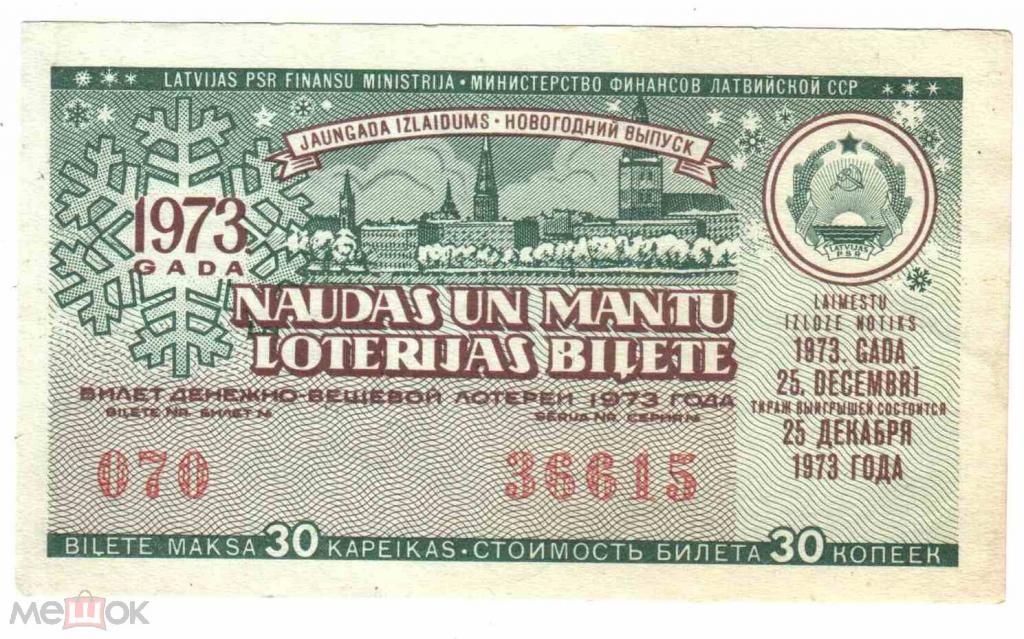 LATVIJAS PSR FINANSU MINISTRIJA • МИНИСТЕРСТВО ФИНАНСОВ ЛАТВИЙСКОЙ ССР
JAUNGADA IZLAIDUMS • НОВОГОДНИЙ ВЫПУСК
1973
GADA
LATVIJAS
PSR
NAUDAS UN MANTU
LOTERIJAS BIĻETE
БИЛЕТ ДЕНЕЖНО-ВЕЩЕВОЙ ЛОТЕРЕИ 1973 ГОДА
BIĻETE NR. БИЛЕТ №
SĒRIJA NR. СЕРИЯ №
070
36615
LAIMESTU
IZLOZE NOTIKS
1973. GADA
25. DECEMBRĪ
ТИРАЖ ВЫИГРЫШЕЙ СОСТОИТСЯ
25 ДЕКАБРЯ
1973 ГОДА
BIĻETE MAKSA 30 KAPEIKAS • СТОИМОСТЬ БИЛЕТА 30 КОПЕЕК
мешок